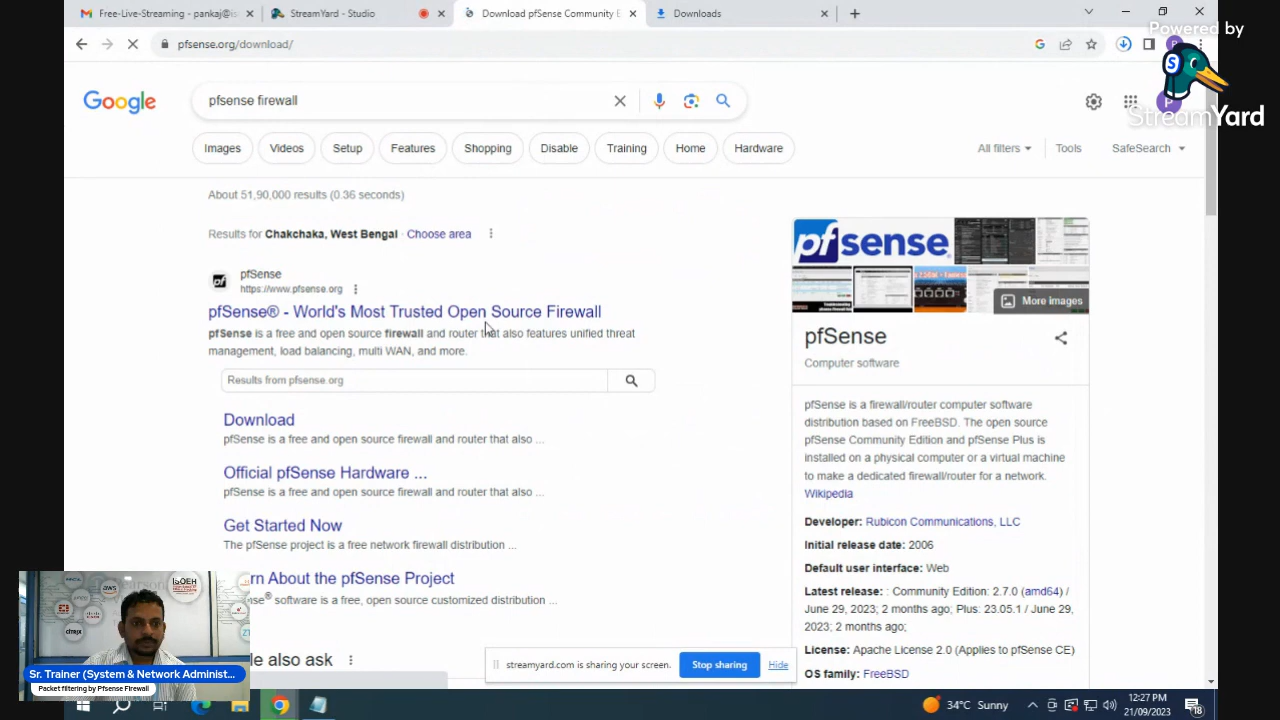 Free-Live-Streaming - pankaj@is
StreamYard - Studio
Download pfSense Community E
Downloads
pfsense.org/download/
Powered by
StreamYard
Google
pfsense firewall
Images
Videos
Setup
Features
Shopping
Disable
Training
Home
Hardware
All filters
Tools
SafeSearch
About 51,90,000 results (0.36 seconds)
Results for Chakchaka, West Bengal · Choose area
pfSense
https://www.pfsense.org
pfSense® - World's Most Trusted Open Source Firewall
pfSense is a free and open source firewall and router that also features unified threat
management, load balancing, multi WAN, and more.
Results from pfsense.org
Download
pfSense is a free and open source firewall and router that also ...
Official pfSense Hardware ...
pfSense is a free and open source firewall and router that also ...
Get Started Now
The pfSense project is a free network firewall distribution ...
rn About the pfSense Project
se® software is a free, open source customized distribution ...
le also ask
pfsense
More images
pfSense
Computer software
pfSense is a firewall/router computer software
distribution based on FreeBSD. The open source
pfSense Community Edition and pfSense Plus is
installed on a physical computer or a virtual machine
to make a dedicated firewall/router for a network.
Wikipedia
Developer: Rubicon Communications, LLC
Initial release date: 2006
Default user interface: Web
Latest release: : Community Edition: 2.7.0 (amd64) /
June 29, 2023; 2 months ago; Plus: 23.05.1 / June 29,
2023; 2 months ago;
License: Apache License 2.0 (Applies to pfSense CE)
OS family: FreeBSD
streamyard.com is sharing your screen.
Stop sharing
Hide
aws
citrix
Sr. Trainer (System & Network Administ...
Packet filtering by Pfsense Firewall
34°C Sunny
12:27 PM
21/09/2023
18